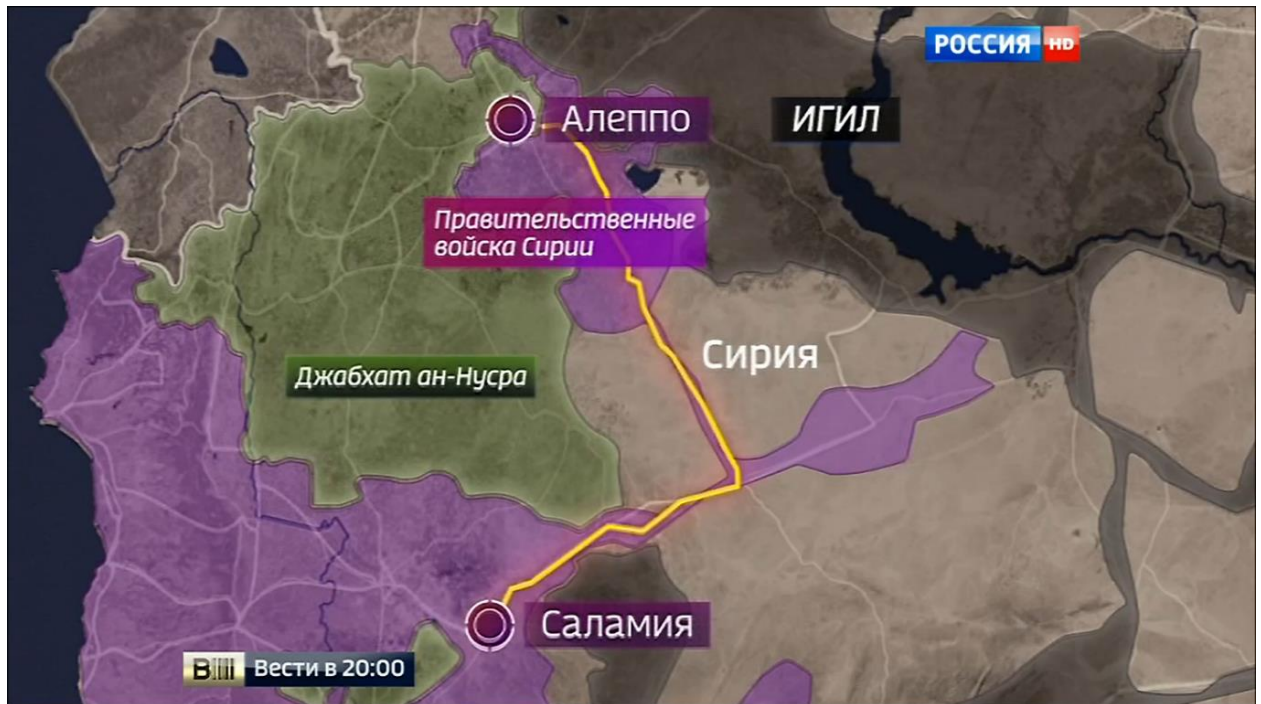 РОССИЯ HD
Алеппо
ИГИЛ
Правительственные
войска Сирии
Сирия
Джабхат ан-Нусра
Саламия
В Вести в 20:00